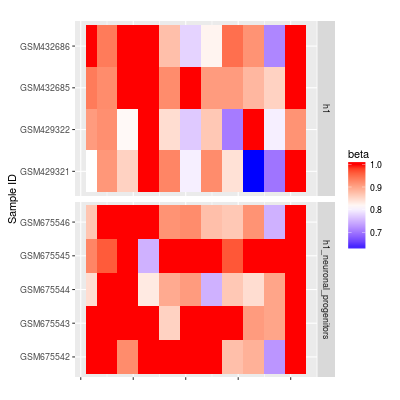 GSM432686
GSM432685
GSM429322
GSM429321
h1
GSM675546
GSM675545
GSM675544
GSM675543
GSM675542
h1_neuronal_progenitors
Sample ID
beta
1.0
0.9
0.8
0.7